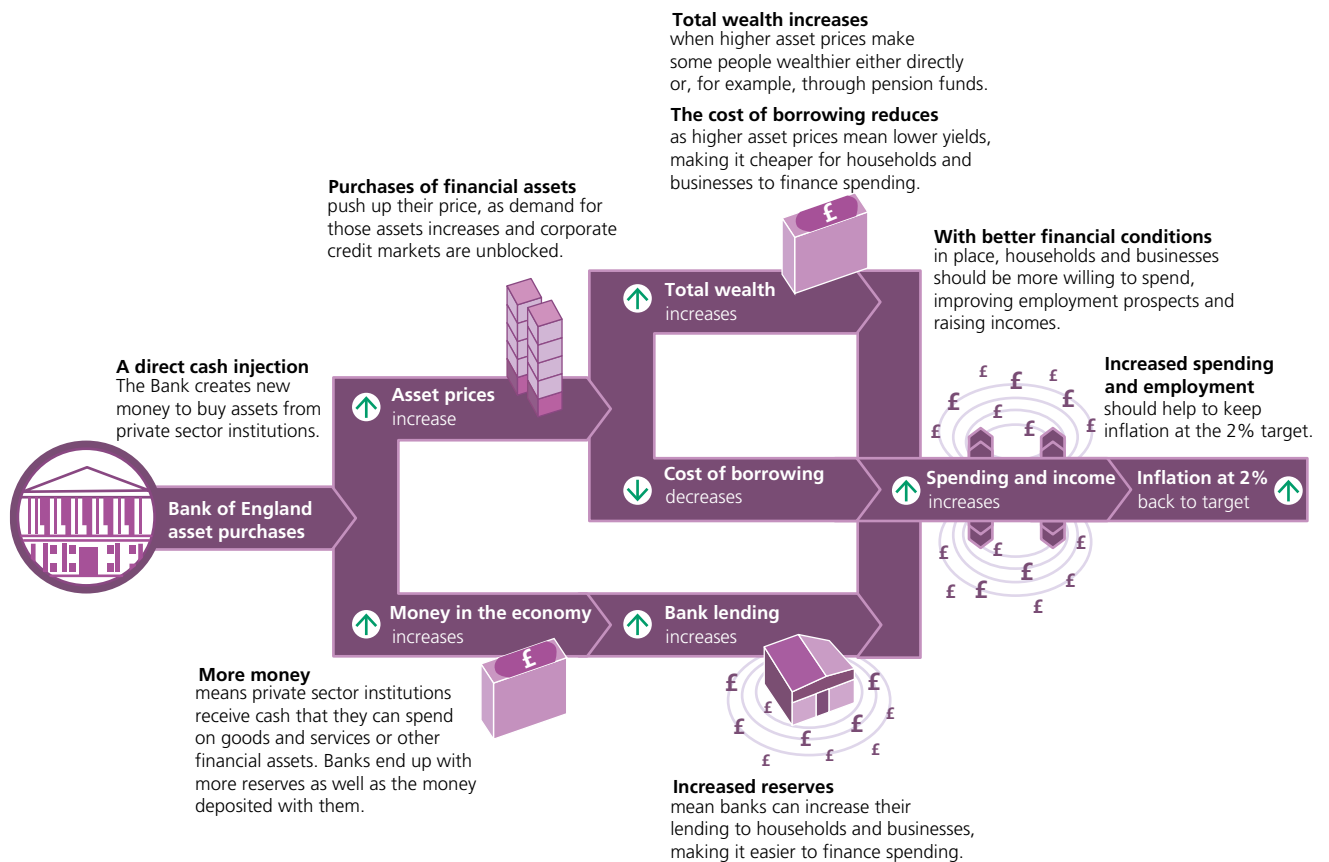 Total wealth increases
when higher asset prices make
some people wealthier either directly
or, for example, through pension funds.
The cost of borrowing reduces
as higher asset prices mean lower yields,
making it cheaper for households and
businesses to finance spending.
Purchases of financial assets
push up their price, as demand for
those assets increases and corporate
credit markets are unblocked.
£
With better financial conditions
in place, households and businesses
should be more willing to spend,
improving employment prospects and
raising incomes.
Total wealth
increases
A direct cash injection
The Bank creates new
money to buy assets from
private sector institutions.
Asset prices
increase
Increased spending
and employment
should help to keep
inflation at the 2% target.
£ £ £
£ £ £
£ £ £
Bank of England
asset purchases
Cost of borrowing
decreases
Spending and income
increases
Inflation at 2%
back to target
£ £ £
£ £ £
£ £ £
Money in the economy
increases
Bank lending
increases
£
More money
means private sector institutions
receive cash that they can spend
on goods and services or other
financial assets. Banks end up with
more reserves as well as the money
deposited with them.
£ £
£ £
£ £ £
£ £ £
Increased reserves
mean banks can increase their
lending to households and businesses,
making it easier to finance spending.